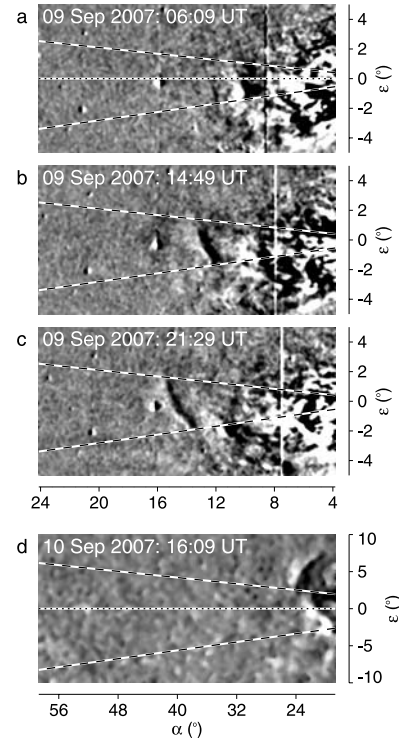 a
09 Sep 2007: 06:09 UT
4
2
0
-2
-4
ε (°)
b
09 Sep 2007: 14:49 UT
4
2
0
-2
-4
ε (°)
c
09 Sep 2007: 21:29 UT
4
2
0
-2
-4
ε (°)
24 20 16 12 8 4
d
10 Sep 2007: 16:09 UT
10
5
0
-5
-10
ε (°)
56 48 40 32 24
α (°)